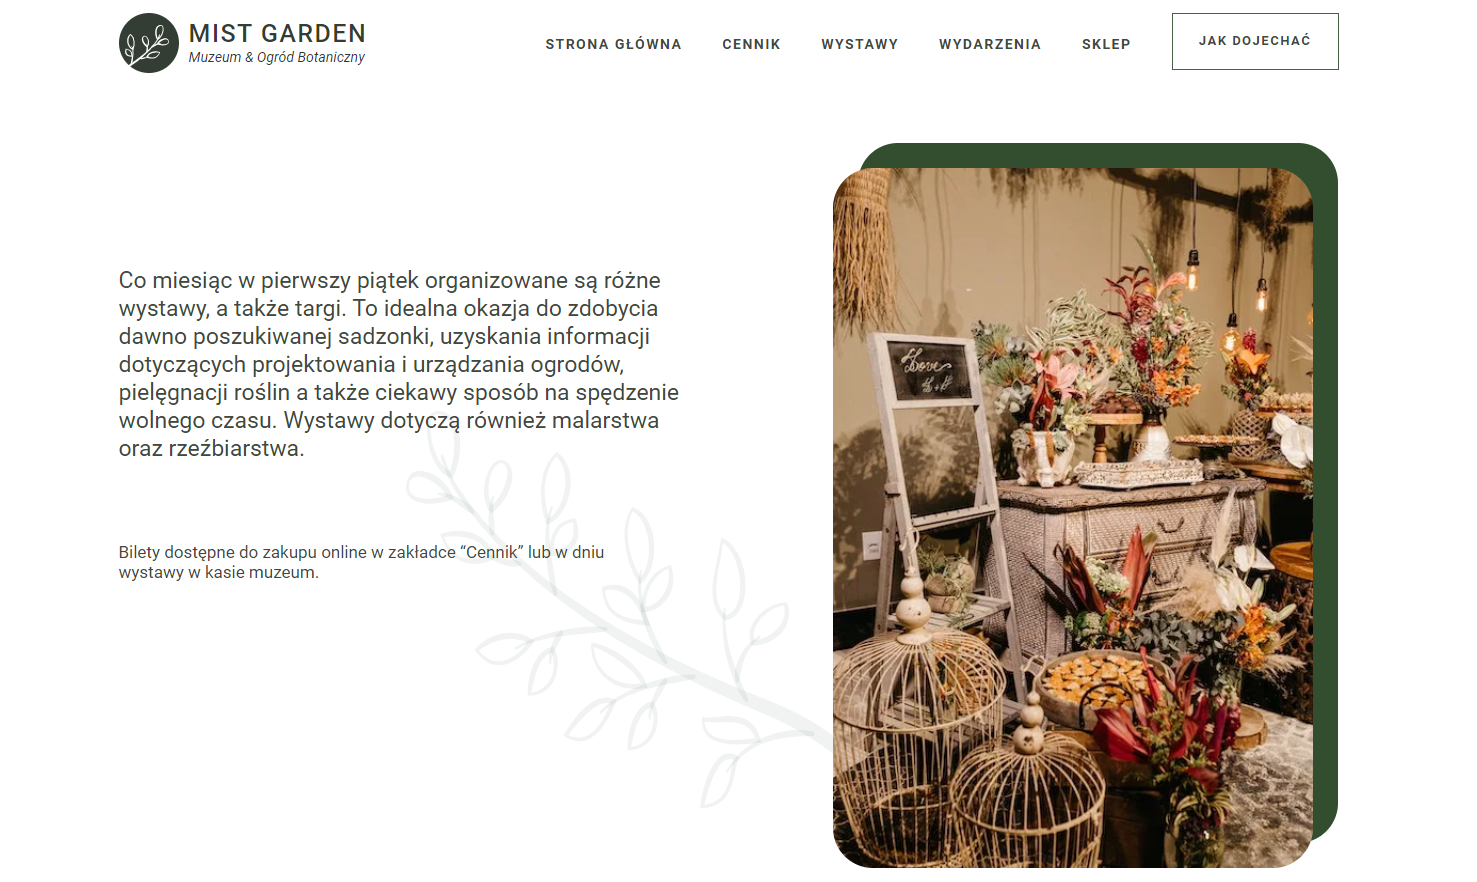 MIST GARDEN
Muzeum & Ogród Botaniczny
STRONA GŁÓWNA
CENNIK
WYSTAWY
WYDARZENIA
SKLEP
JAK DOJECHAĆ
Co miesiąc w pierwszy piątek organizowane są różne
wystawy, a także targi. To idealna okazja do zdobycia
dawno poszukiwanej sadzonki, uzyskania informacji
dotyczących projektowania i urządzania ogrodów,
pielęgnacji roślin a także ciekawy sposób na spędzenie
wolnego czasu. Wystawy dotyczą również malarstwa
oraz rzeźbiarstwa.
Bilety dostępne do zakupu online w zakładce “Cennik” lub w dniu
wystawy w kasie muzeum.
Love